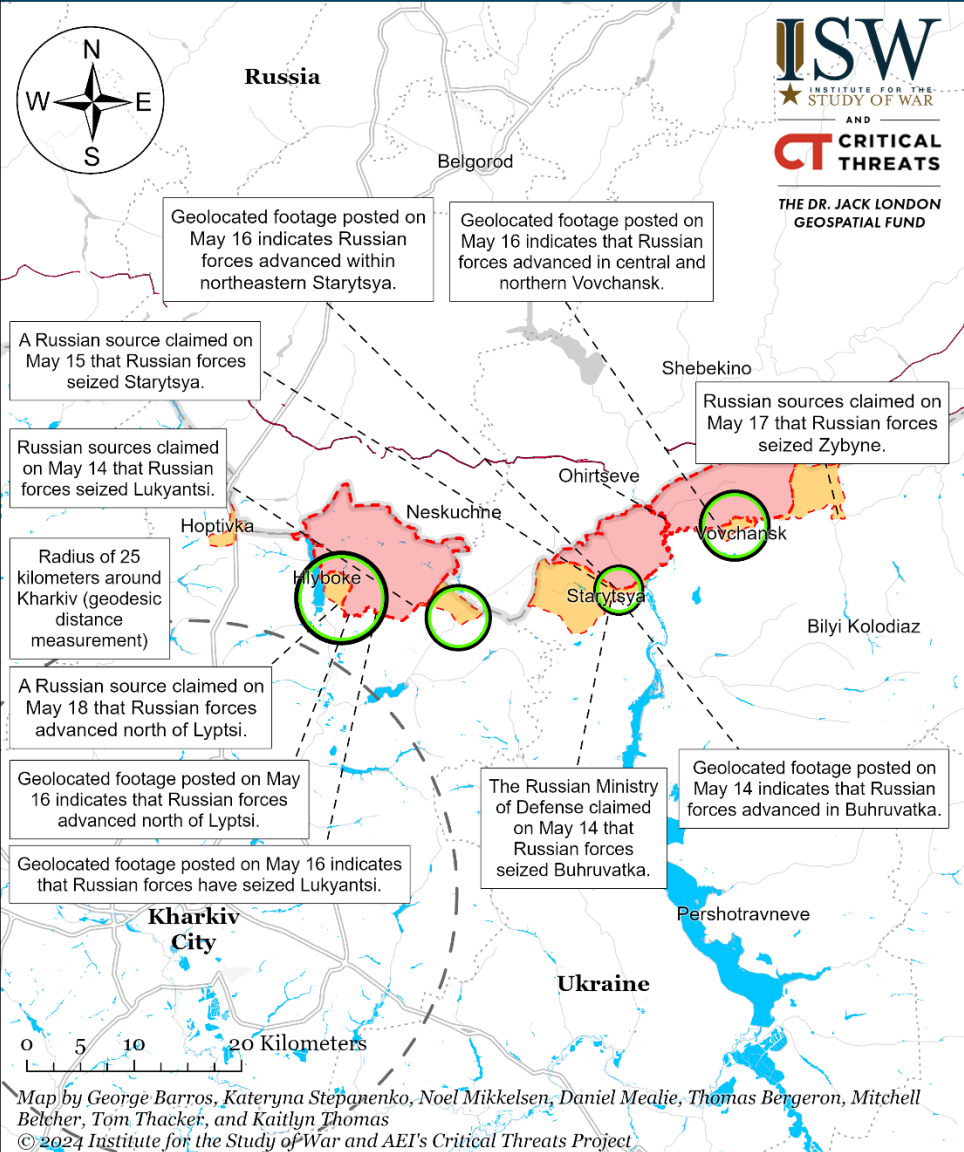 N
W
E
S
Russia
ISW
INSTITUTE FOR THE
STUDY OF WAR
AND
CT CRITICAL
THREATS
THE DR. JACK LONDON
GEOSPATIAL FUND
Belgorod
Geolocated footage posted on
May 16 indicates Russian
forces advanced within
northeastern Starytsya.
Geolocated footage posted on
May 16 indicates that Russian
forces advanced in central and
northern Vovchansk.
A Russian source claimed on
May 15 that Russian forces
seized Starytsya.
Shebekino
Russian sources claimed on
May 17 that Russian forces
seized Zybyne.
Russian sources claimed
on May 14 that Russian
forces seized Lukyantsi.
Ohirtseve
Neskuchne
Hoptivka
Vovchansk
Radius of 25
kilometers around
Kharkiv (geodesic
distance
measurement)
Hlyboke
Starytsya
Bilyi Kolodiaz
A Russian source claimed on
May 18 that Russian forces
advanced north of Lyptsi.
Geolocated footage posted on May
16 indicates that Russian forces
advanced north of Lyptsi.
The Russian Ministry
of Defense claimed
on May 14 that
Russian forces
seized Buhruvatka.
Geolocated footage posted on
May 14 indicates that Russian
forces advanced in Buhruvatka.
Geolocated footage posted on May 16 indicates
that Russian forces have seized Lukyantsi.
Kharkiv
City
Pershotravneve
Ukraine
0 5 10 20 Kilometers
Map by George Barros, Kateryna Stepanenko, Noel Mikkelsen, Daniel Mealie, Thomas Bergeron, Mitchell
Belcher, Tom Thacker, and Kaitlyn Thomas
© 2024 Institute for the Study of War and AEI's Critical Threats Project